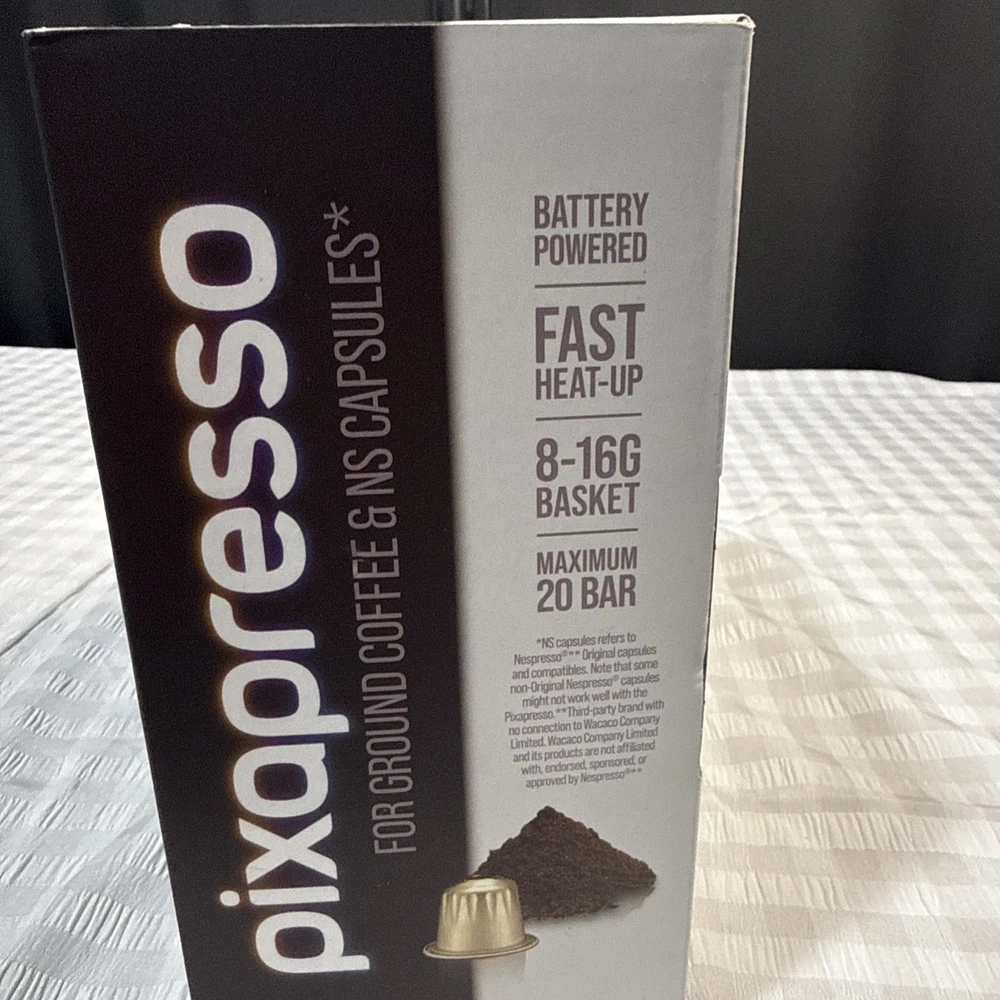 pixapresso
FOR GROUND COFFEE & NS CAPSULES*
BATTERY
POWERED
FAST
HEAT-UP
8-16G
BASKET
MAXIMUM
20 BAR
*NS capsules refers to
Nespresso®** Original capsules
and compatibles. Note that some
non-Original Nespresso® capsules
might not work well with the
Pixapresso.**Third-party brand with
no connection to Wacaco Company
Limited. Wacaco Company Limited
and its products are not affiliated
with, endorsed, sponsored, or
approved by Nespresso®**